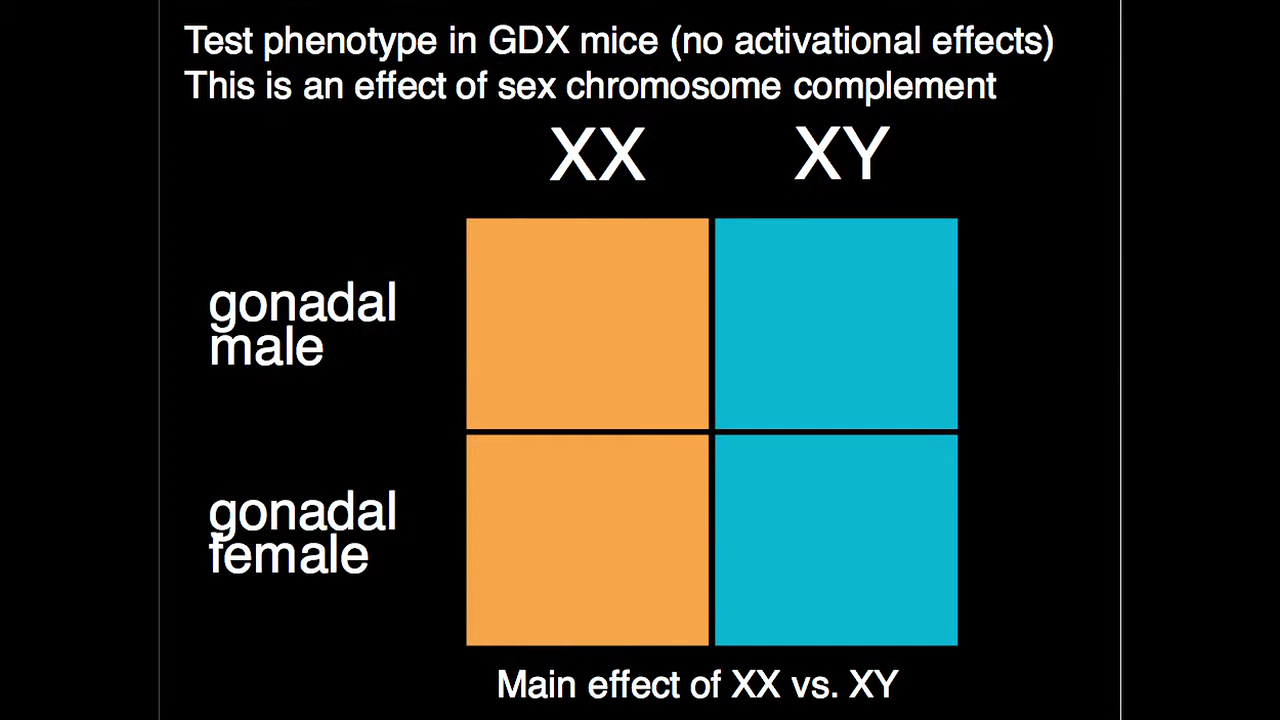 Test phenotype in GDX mice (no activational effects)
This is an effect of sex chromosome complement
XX XY
gonadal
male
gonadal
female
Main effect of XX vs. XY